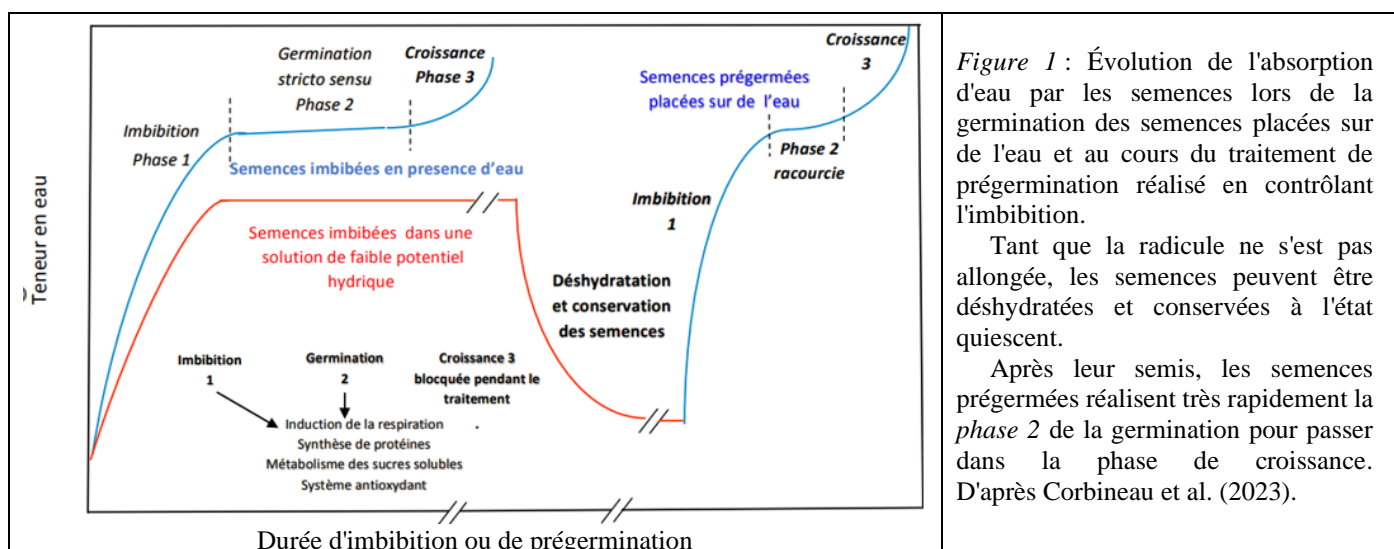 Teneur en eau
Imbibition
Phase 1
Germination
stricto sensu
Phase 2
Croissance
Phase 3
Semences imbibées en presence d'eau
Semences imbibées dans une
solution de faible potentiel
hydrique
Imbibition
1
Germination
2
Croissance 3
blocquée pendant le
traitement
Induction de la respiration
Synthèse de protéines
Métabolisme des sucres solubles
Système antioxydant
Déshydratation
et conservation
des semences
Semences prégermées
placées sur de l'eau
Imbibition
1
Phase 2
racourcie
Croissance
3
Durée d'imbibition ou de prégermination
Figure 1 : Évolution de l'absorption
d'eau par les semences lors de la
germination des semences placées sur
de l'eau et au cours du traitement de
prégermination réalisé en contrôlant
l'imbibition.
Tant que la radicule ne s'est pas
allongée, les semences peuvent être
déshydratées et conservées à l'état
quiescent.
Après leur semis, les semences
prégermées réalisent très rapidement la
phase 2 de la germination pour passer
dans la phase de croissance.
D'après Corbineau et al. (2023).